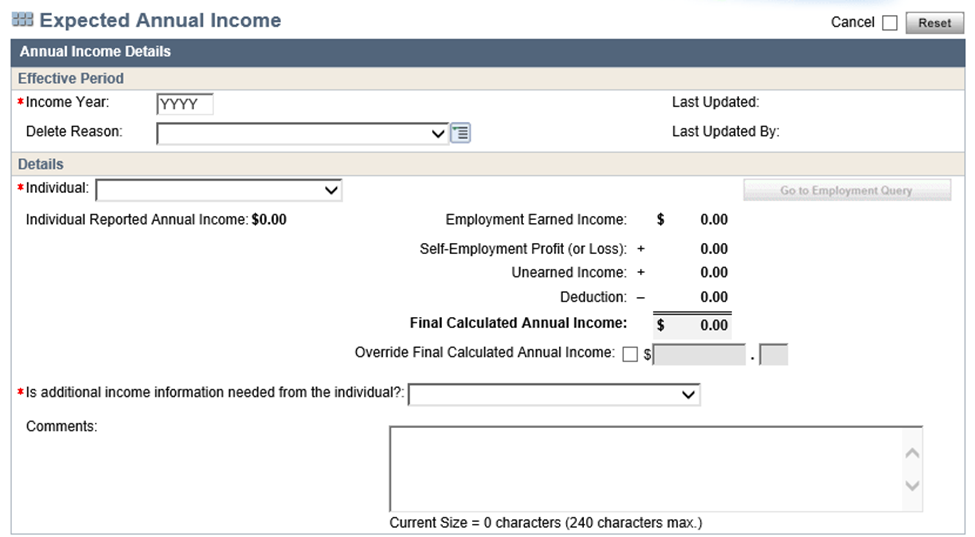 Expected Annual Income
Cancel Reset
Annual Income Details
Effective Period
*Income Year: YYYY Last Updated:
Delete Reason: Last Updated By:
Details
*Individual: Go to Employment Query
Individual Reported Annual Income: $0.00 Employment Earned Income: $ 0.00
Self-Employment Profit (or Loss): + 0.00
Unearned Income: + 0.00
Deduction: – 0.00
Final Calculated Annual Income: $ 0.00
Override Final Calculated Annual Income: $ .
*Is additional income information needed from the individual?:
Comments:
Current Size = 0 characters (240 characters max.)